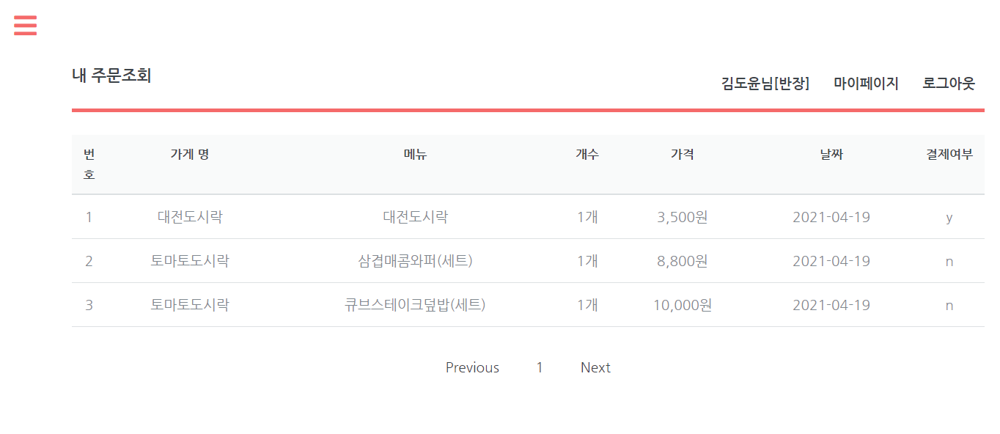 내 주문조회
김도윤님[반장] 마이페이지 로그아웃
번호 가게 명 메뉴 개수 가격 날짜 결제여부
1 대전도시락 대전도시락 1개 3,500원 2021-04-19 y
2 토마토도시락 삼겹매콤와퍼(세트) 1개 8,800원 2021-04-19 n
3 토마토도시락 큐브스테이크덮밥(세트) 1개 10,000원 2021-04-19 n
Previous 1 Next